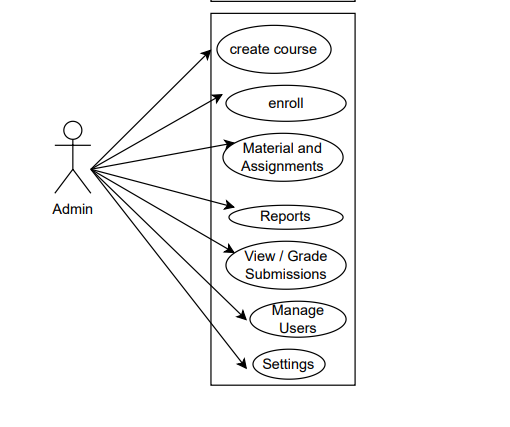 create course
enroll
Material and
Assignments
Admin
Reports
View / Grade
Submissions
Manage
Users
Settings